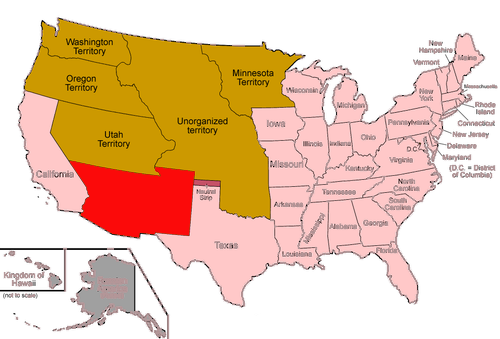 Washington
Territory
Oregon
Territory
Minnesota
Territory
Unorganized
territory
Utah
Territory
California
Neutral
Strip
Texas
Wisconsin
Michigan
Iowa
Illinois
Indiana
Ohio
Missouri
Kentucky
Arkansas
Tennessee
Mississippi
Alabama
Georgia
Louisiana
Florida
North
Carolina
South
Carolina
Virginia
Pennsylvania
New
York
New
Hampshire
Vermont
Maine
Massachusetts
Rhode
Island
Connecticut
New Jersey
Delaware
Maryland
D.C.
(D.C. = District
of Columbia)
Kingdom of
Hawaii
(not to scale)